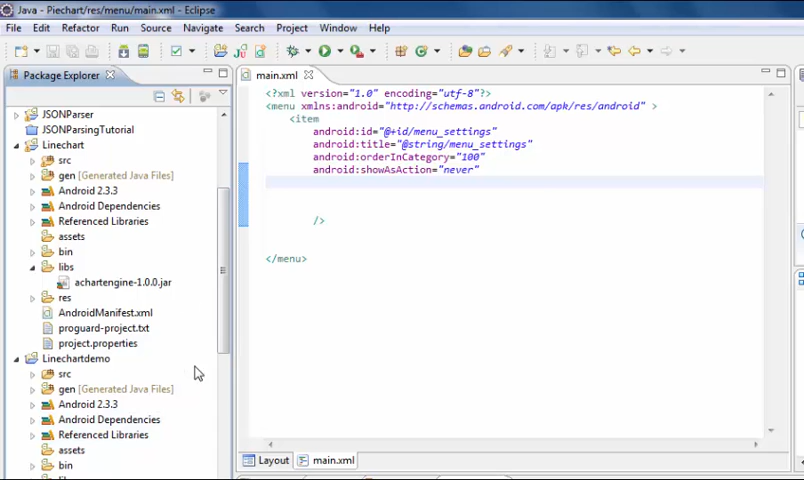 Java - Piechart/res/menu/main.xml - Eclipse
File Edit Refactor Run Source Navigate Search Project Window Help
Package Explorer
JSONParser
JSONParsingTutorial
Linechart
src
gen [Generated Java Files]
Android 2.3.3
Android Dependencies
Referenced Libraries
assets
bin
libs
achartengine-1.0.0.jar
res
AndroidManifest.xml
proguard-project.txt
project.properties
Linechartdemo
src
gen [Generated Java Files]
Android 2.3.3
Android Dependencies
Referenced Libraries
assets
bin
main.xml
<?xml version="1.0" encoding="utf-8"?>
<menu xmlns:android="http://schemas.android.com/apk/res/android" >
<item
android:id="@+id/menu_settings"
android:title="@string/menu_settings"
android:orderInCategory="100"
android:showAsAction="never"
/>
</menu>
Layout main.xml